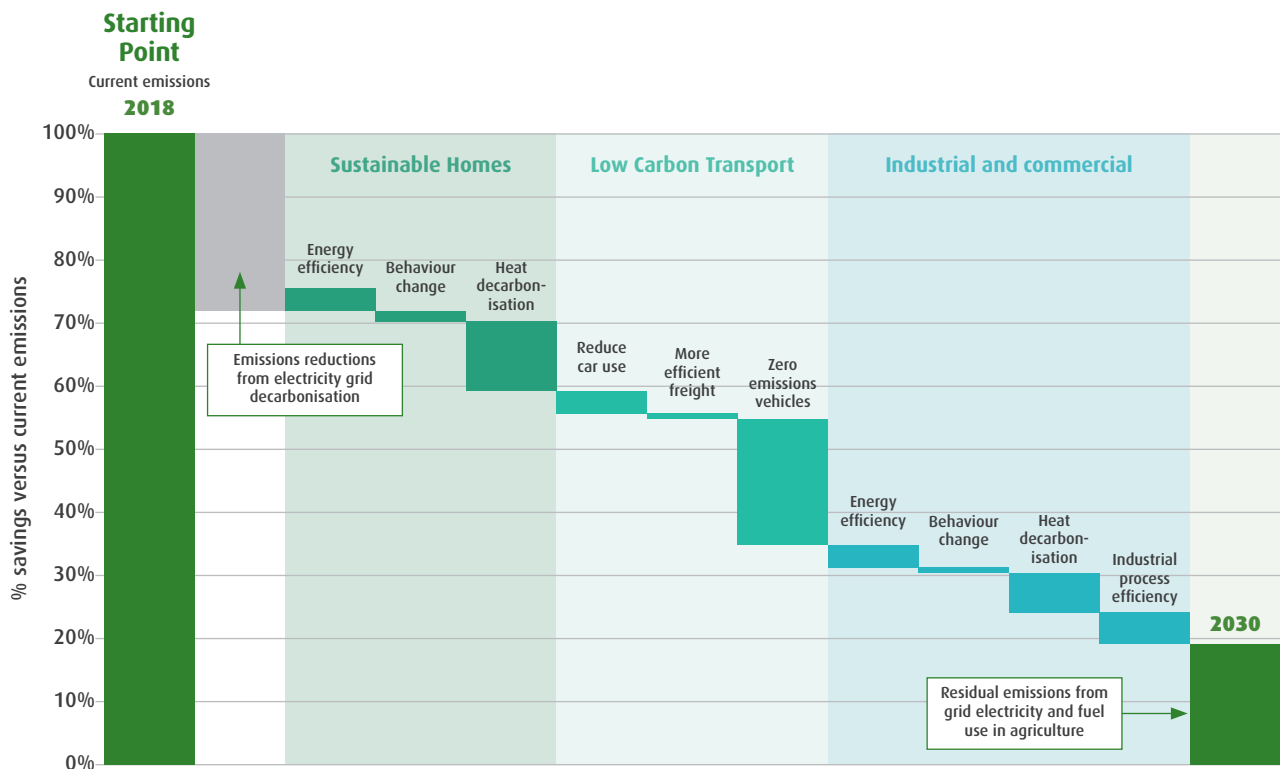 Starting
Point
Current emissions
2018
% savings versus current emissions
100%
90%
80%
70%
60%
50%
40%
30%
20%
10%
0%
Sustainable Homes
Low Carbon Transport
Industrial and commercial
Energy
efficiency
Behaviour
change
Heat
decarbon-
isation
Reduce
car use
More
efficient
freight
Zero
emissions
vehicles
Energy
efficiency
Behaviour
change
Heat
decarbon-
isation
Industrial
process
efficiency
2030
Emissions reductions
from electricity grid
decarbonisation
Residual emissions from
grid electricity and fuel
use in agriculture